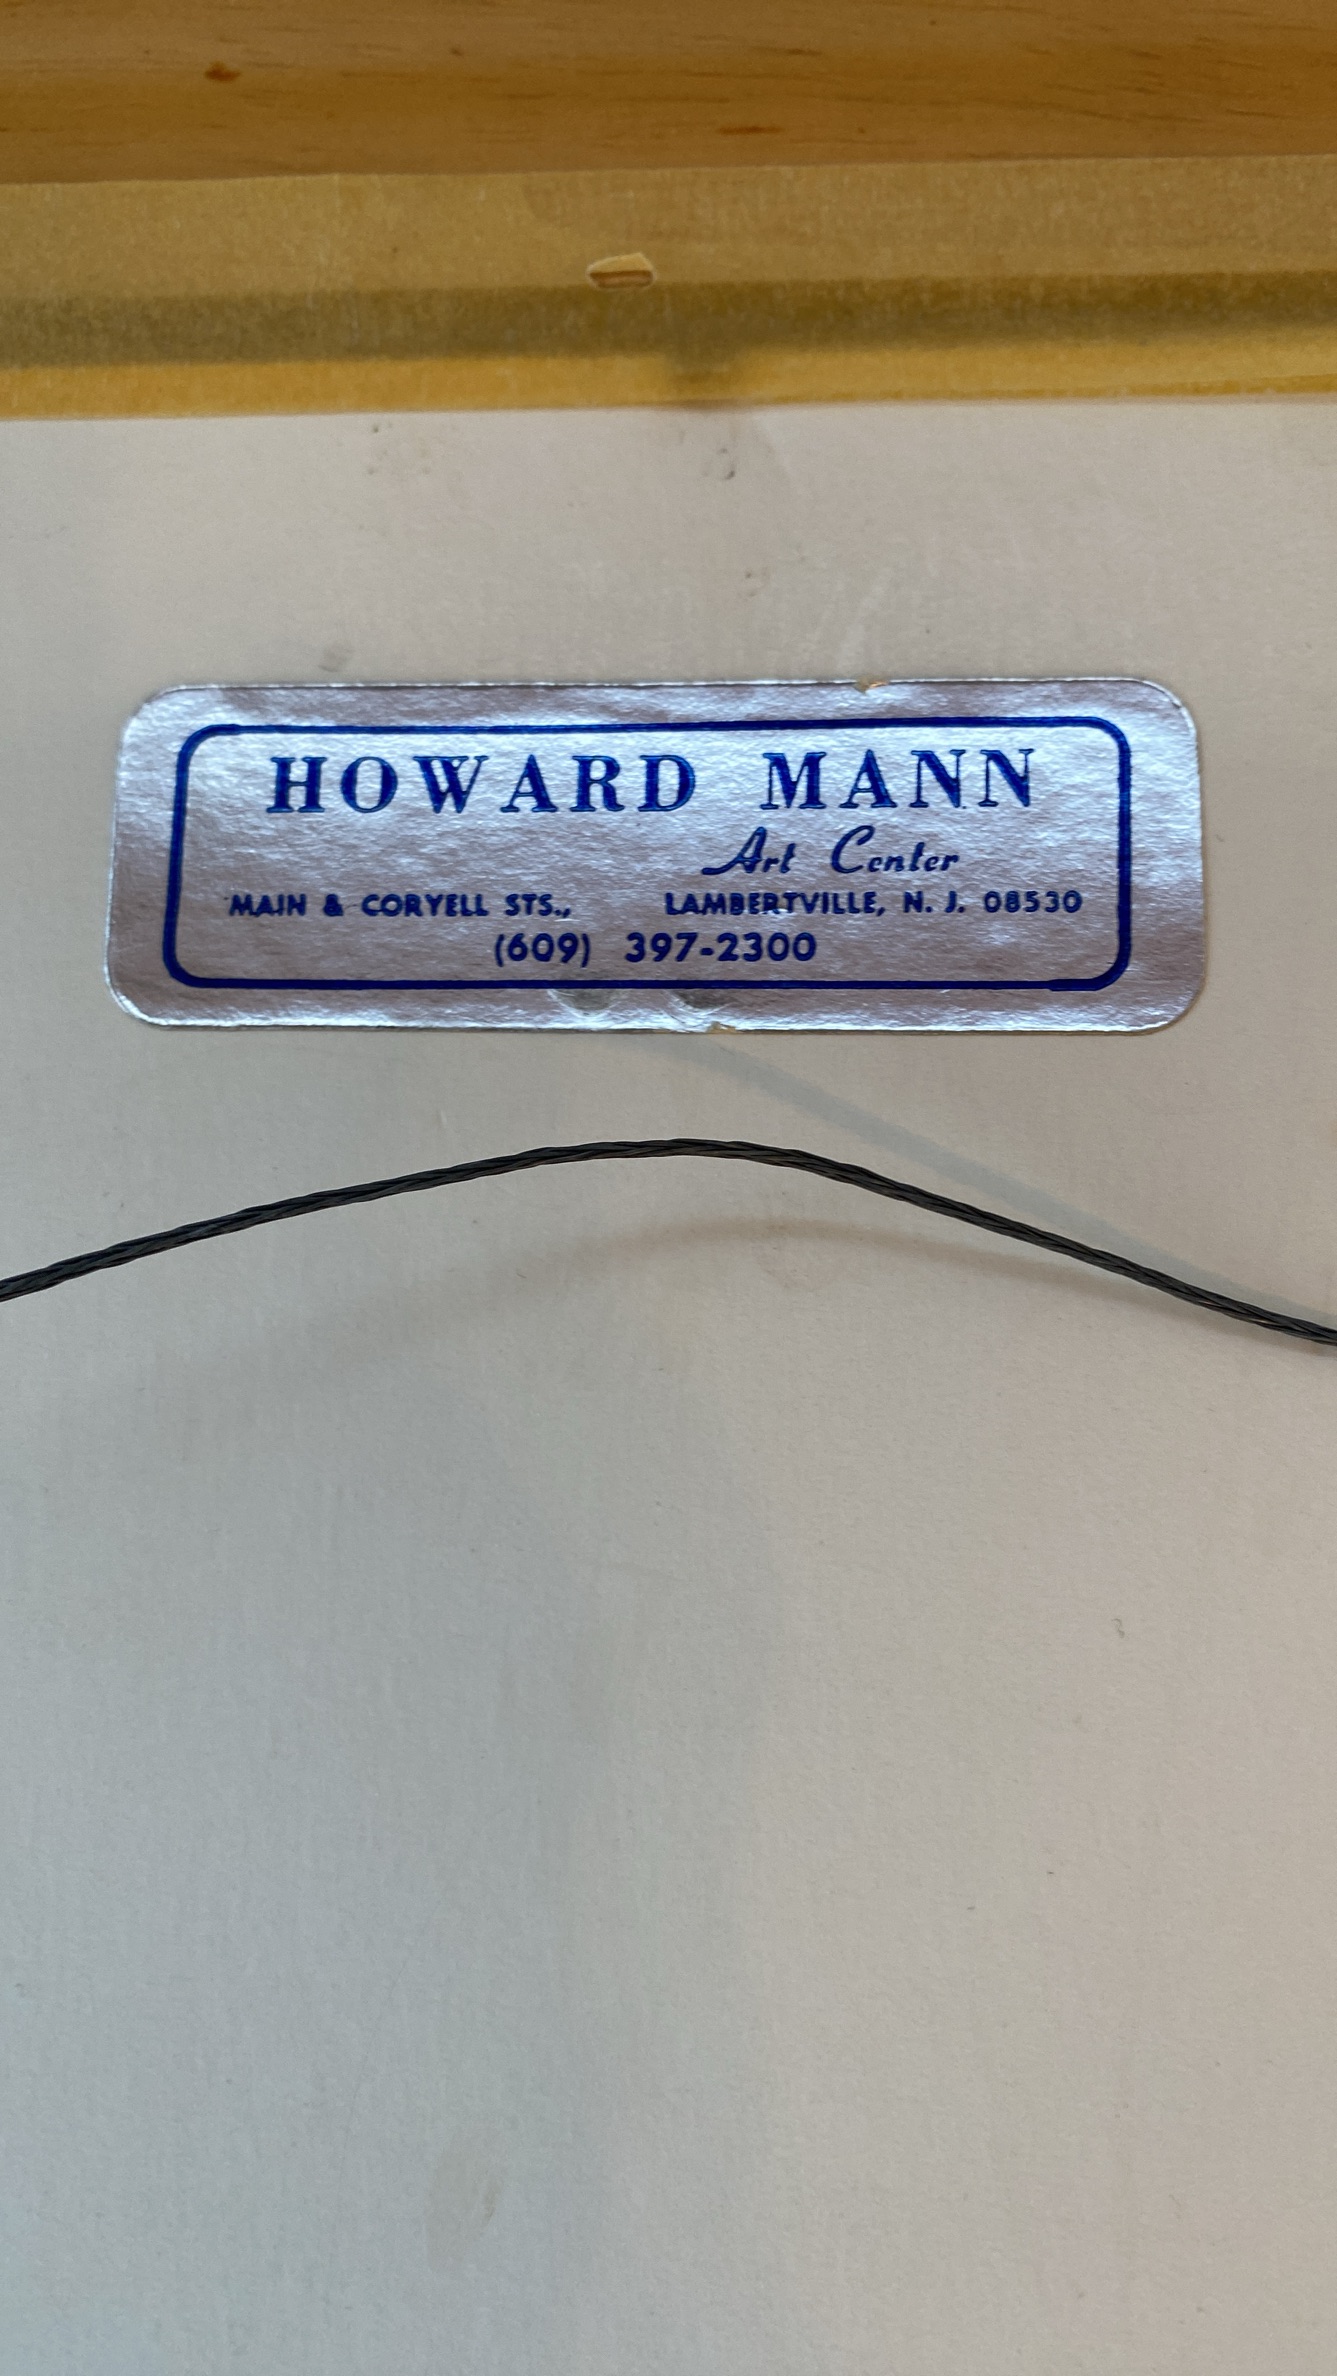 HOWARD MANN
Art Center
MAIN & CORYELL STS., LAMBERTVILLE, N. J. 08530
(609) 397-2300